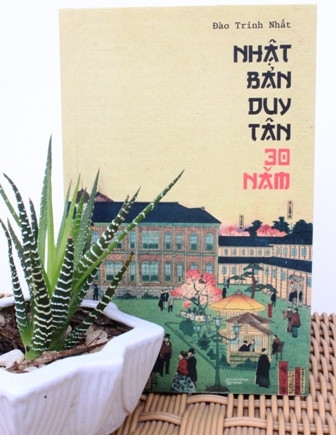 Đào Trinh Nhất
NHẬT
BẢN
DUY
TÂN
30
NĂM